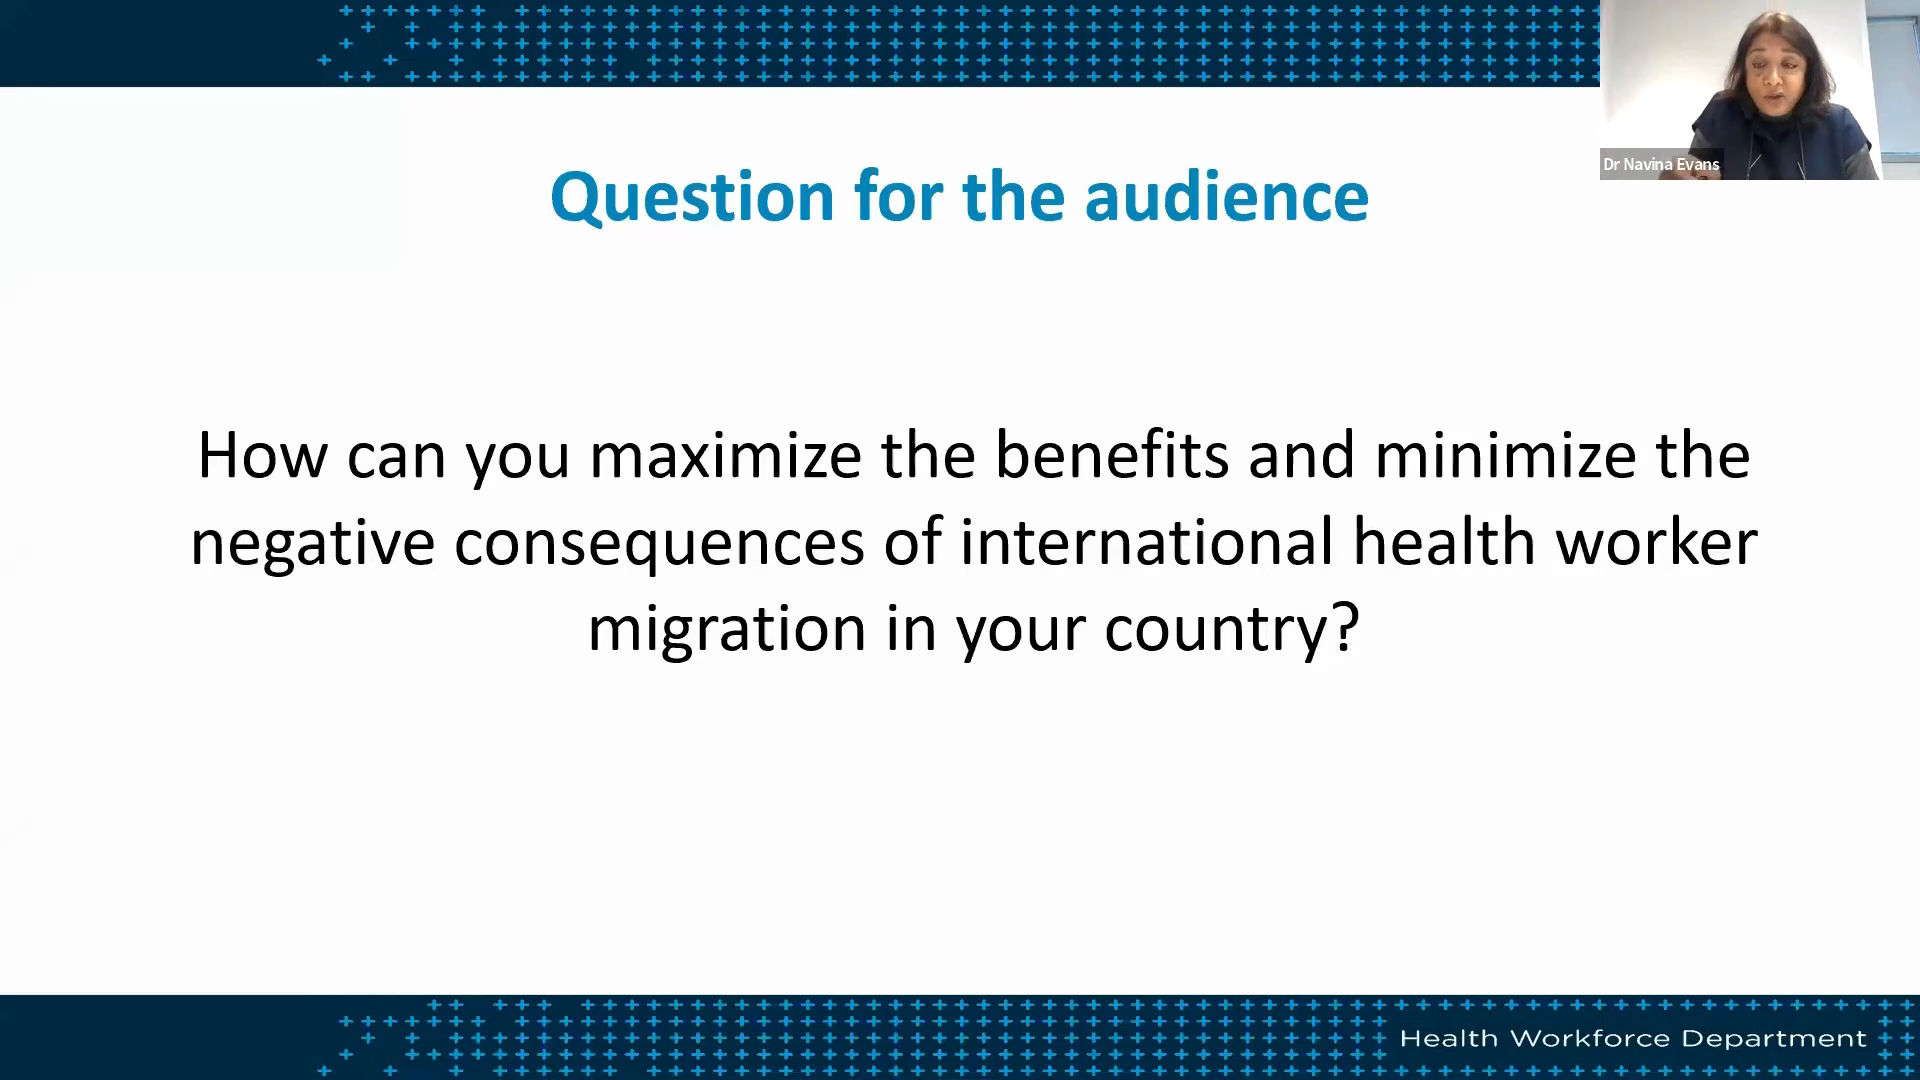 Dr Navina Evans
Question for the audience
How can you maximize the benefits and minimize the
negative consequences of international health worker
migration in your country?
Health Workforce Department